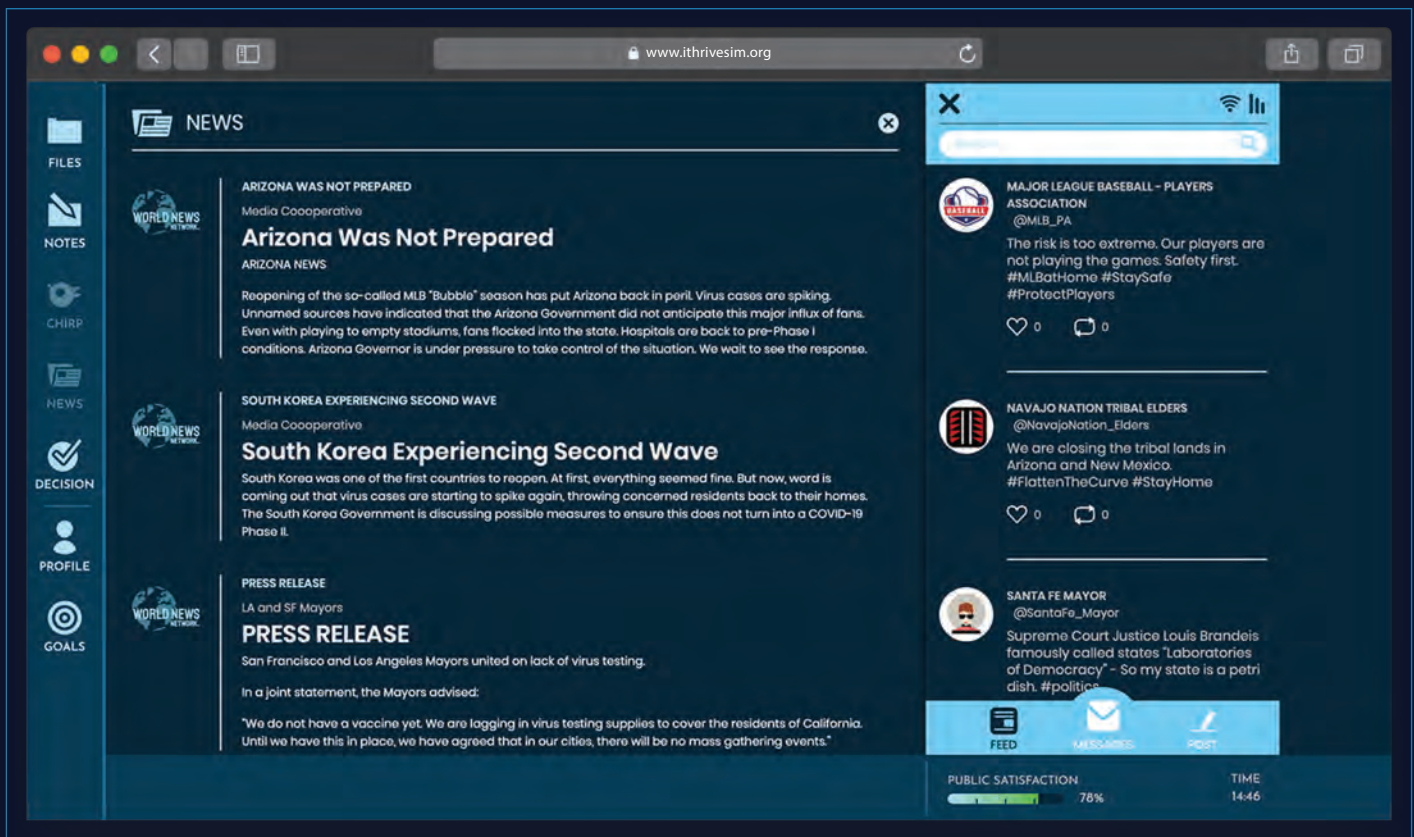 www.ithrivesim.org
FILES
NOTES
CHIRP
NEWS
DECISION
PROFILE
GOALS
NEWS
WORLD NEWS
NETWORK
ARIZONA WAS NOT PREPARED
Media Coooperative
Arizona Was Not Prepared
ARIZONA NEWS
Reopening of the so-called MLB "Bubble" season has put Arizona back in peril. Virus cases are spiking.
Unnamed sources have indicated that the Arizona Government did not anticipate this major influx of fans.
Even with playing to empty stadiums, fans flocked into the state. Hospitals are back to pre-Phase I
conditions. Arizona Governor is under pressure to take control of the situation. We wait to see the response.
WORLD NEWS
NETWORK
SOUTH KOREA EXPERIENCING SECOND WAVE
Media Coooperative
South Korea Experiencing Second Wave
South Korea was one of the first countries to reopen. At first, everything seemed fine. But now, word is
coming out that virus cases are starting to spike again, throwing concerned residents back to their homes.
The South Korea Government is discussing possible measures to ensure this does not turn into a COVID-19
Phase II.
WORLD NEWS
NETWORK
PRESS RELEASE
LA and SF Mayors
PRESS RELEASE
San Francisco and Los Angeles Mayors united on lack of virus testing.
In a joint statement, the Mayors advised:
"We do not have a vaccine yet. We are lagging in virus testing supplies to cover the residents of California.
Until we have this in place, we have agreed that in our cities, there will be no mass gathering events."
BASEBALL
MAJOR LEAGUE BASEBALL - PLAYERS
ASSOCIATION
@MLB_PA
The risk is too extreme. Our players are
not playing the games. Safety first.
#MLBatHome #StaySafe
#ProtectPlayers
0 0
NAVAJO NATION TRIBAL ELDERS
@NavajoNation_Elders
We are closing the tribal lands in
Arizona and New Mexico.
#FlattenTheCurve #StayHome
0 0
SANTA FE MAYOR
@SantaFe_Mayor
Supreme Court Justice Louis Brandeis
famously called states "Laboratories
of Democracy" - So my state is a petri
dish. #politics
FEED
MESSAGES
POST
PUBLIC SATISFACTION
78%
TIME
14:46